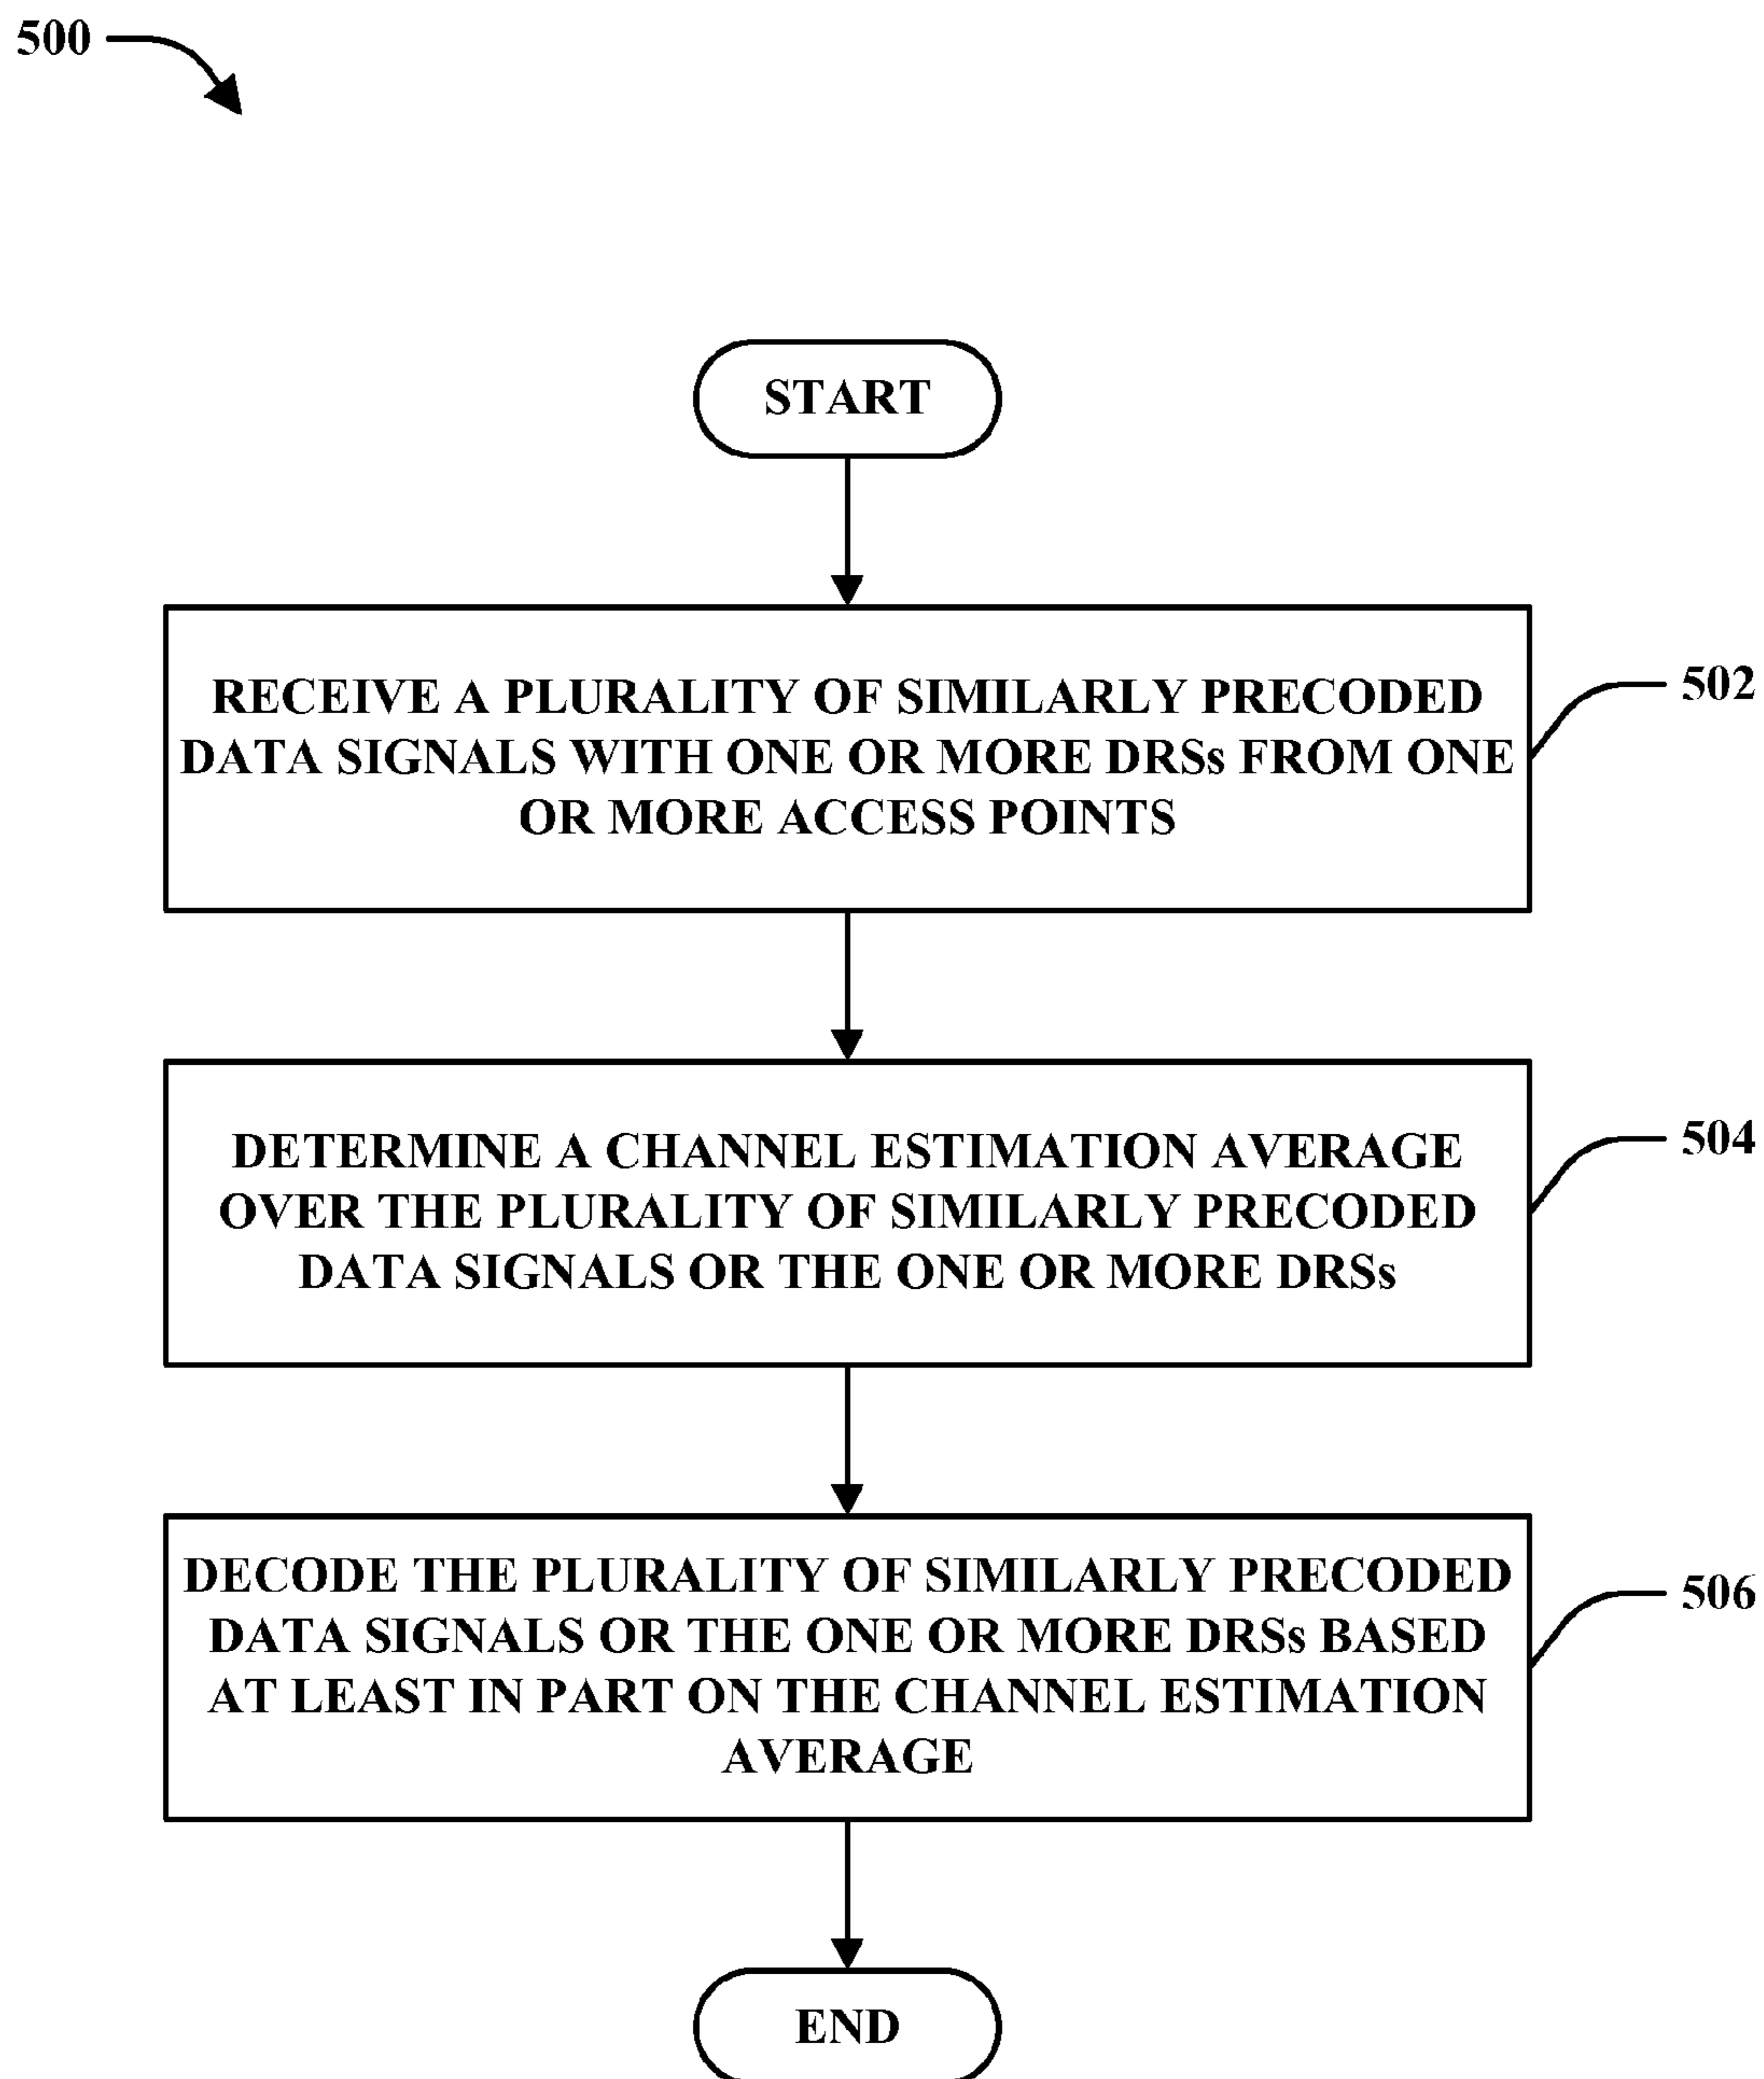 500
START
RECEIVE A PLURALITY OF SIMILARLY PRECODED
DATA SIGNALS WITH ONE OR MORE DRSs FROM ONE
OR MORE ACCESS POINTS
502
DETERMINE A CHANNEL ESTIMATION AVERAGE
OVER THE PLURALITY OF SIMILARLY PRECODED
DATA SIGNALS OR THE ONE OR MORE DRSs
504
DECODE THE PLURALITY OF SIMILARLY PRECODED
DATA SIGNALS OR THE ONE OR MORE DRSs BASED
AT LEAST IN PART ON THE CHANNEL ESTIMATION
AVERAGE
506
END